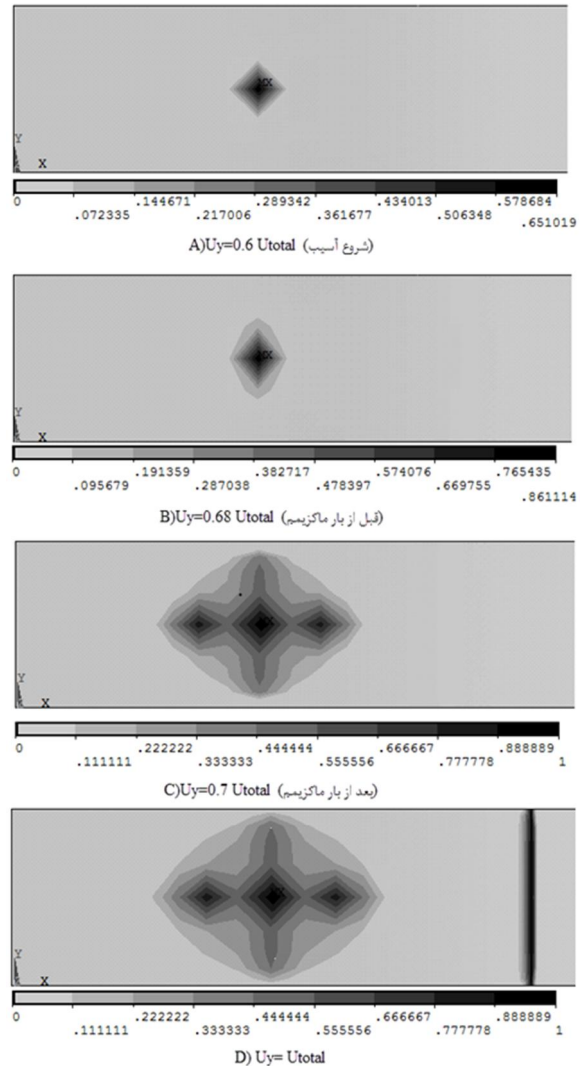 MX
Y
X
0 .144671 .289342 .434013 .578684
.072335 .217006 .361677 .506348 .651019
A)Uy=0.6 Utotal (شروع آسیب)
MX
Y
X
0 .191359 .382717 .574076 .765435
.095679 .287038 .478397 .669755 .861114
B)Uy=0.68 Utotal (قبل از بار ماکزیمم)
Y
X
0 .222222 .444444 .666667 .888889
.111111 .333333 .555556 .777778 1
C)Uy=0.7 Utotal (بعد از بار ماکزیمم)
Y
X
0 .222222 .444444 .666667 .888889
.111111 .333333 .555556 .777778 1
D) Uy= Utotal